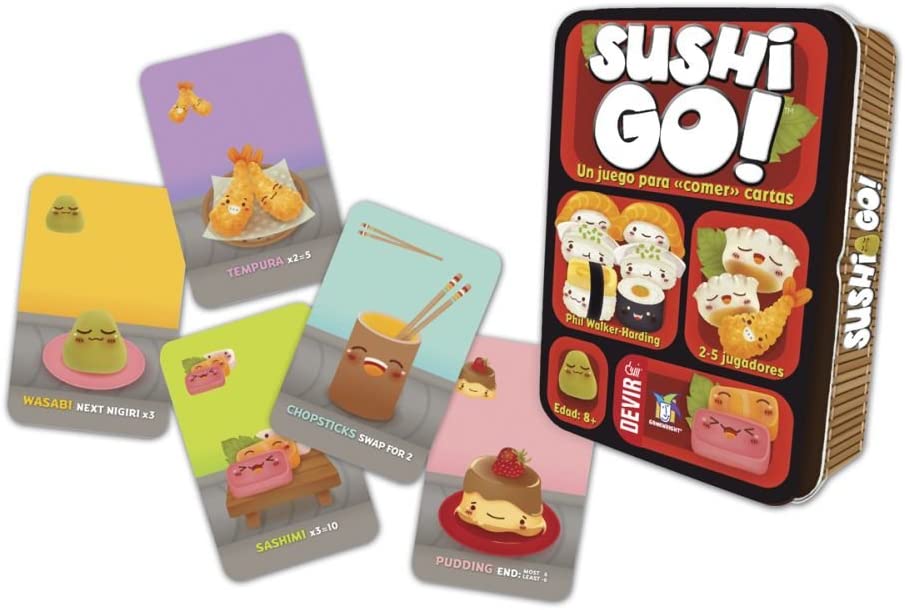 TEMPURA x2=5
WASABI NEXT NIGIRI x3
CHOPSTICKS SWAP FOR 2
SASHIMI x3=10
PUDDING END: MOST 6
LEAST -6
SUSHi
GO!
TM
Un juego para «comer» cartas
Phil Walker-Harding
2-5 jugadores
Edad: 8+
DEVIR
GAMEWRIGHT
SUSHi GO!